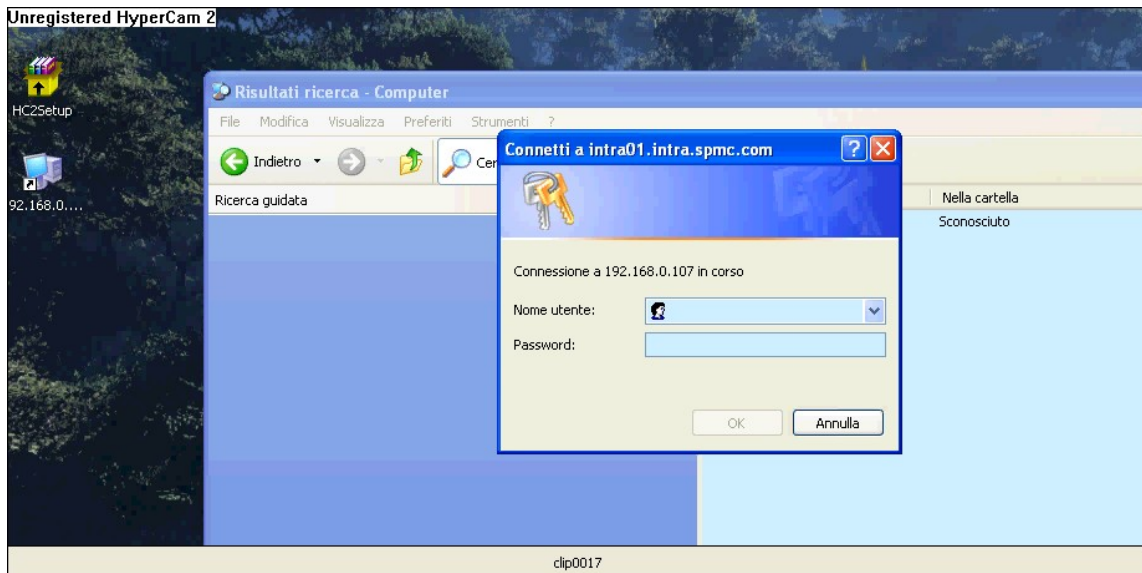 Unregistered HyperCam 2
HC2Setup
92.168.0....
Risultati ricerca - Computer
File Modifica Visualizza Preferiti Strumenti ?
Indietro
Cer
Ricerca guidata
Connetti a intra01.intra.spmc.com
Connessione a 192.168.0.107 in corso
Nome utente:
Password:
OK Annulla
Nella cartella
Sconosciuto
clip0017